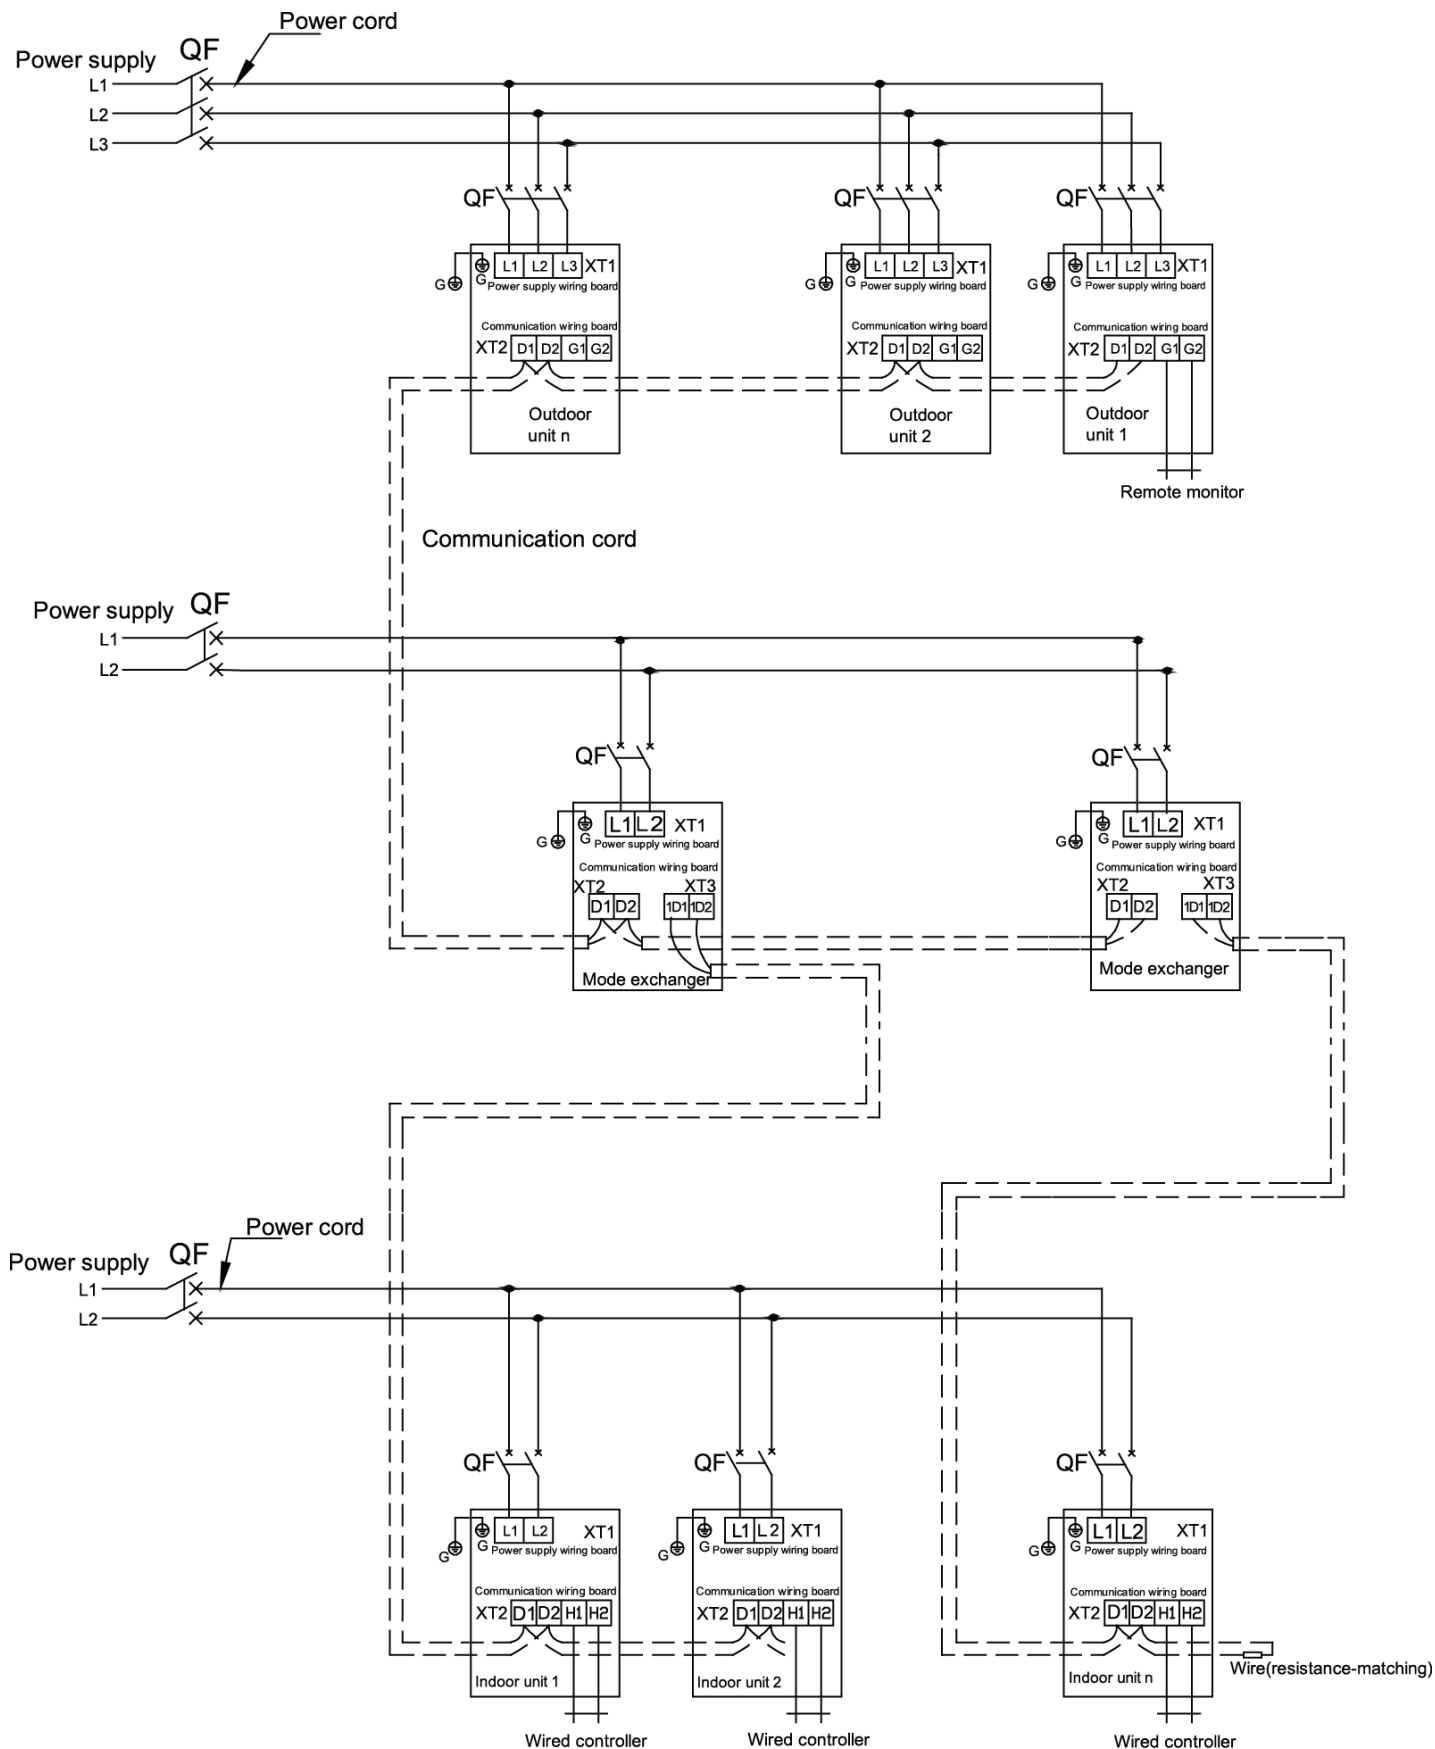 Power cord
Power supply QF
L1
L2
L3
QF QF QF
G G L1 L2 L3 XT1
Power supply wiring board
Communication wiring board
XT2 D1 D2 G1 G2
Outdoor
unit n
G G L1 L2 L3 XT1
Power supply wiring board
Communication wiring board
XT2 D1 D2 G1 G2
Outdoor
unit 2
G G L1 L2 L3 XT1
Power supply wiring board
Communication wiring board
XT2 D1 D2 G1 G2
Outdoor
unit 1
Remote monitor
Communication cord
Power supply QF
L1
L2
QF QF
G G L1 L2 XT1
Power supply wiring board
Communication wiring board
XT2 XT3
D1 D2 1D1 1D2
Mode exchanger
G G L1 L2 XT1
Power supply wiring board
Communication wiring board
XT2 XT3
D1 D2 1D1 1D2
Mode exchanger
Power cord
Power supply QF
L1
L2
QF QF QF
G G L1 L2 XT1
Power supply wiring board
Communication wiring board
XT2 D1 D2 H1 H2
Indoor unit 1
Wired controller
G G L1 L2 XT1
Power supply wiring board
Communication wiring board
XT2 D1 D2 H1 H2
Indoor unit 2
Wired controller
G G L1 L2 XT1
Power supply wiring board
Communication wiring board
XT2 D1 D2 H1 H2
Indoor unit n
Wire(resistance-matching)
Wired controller